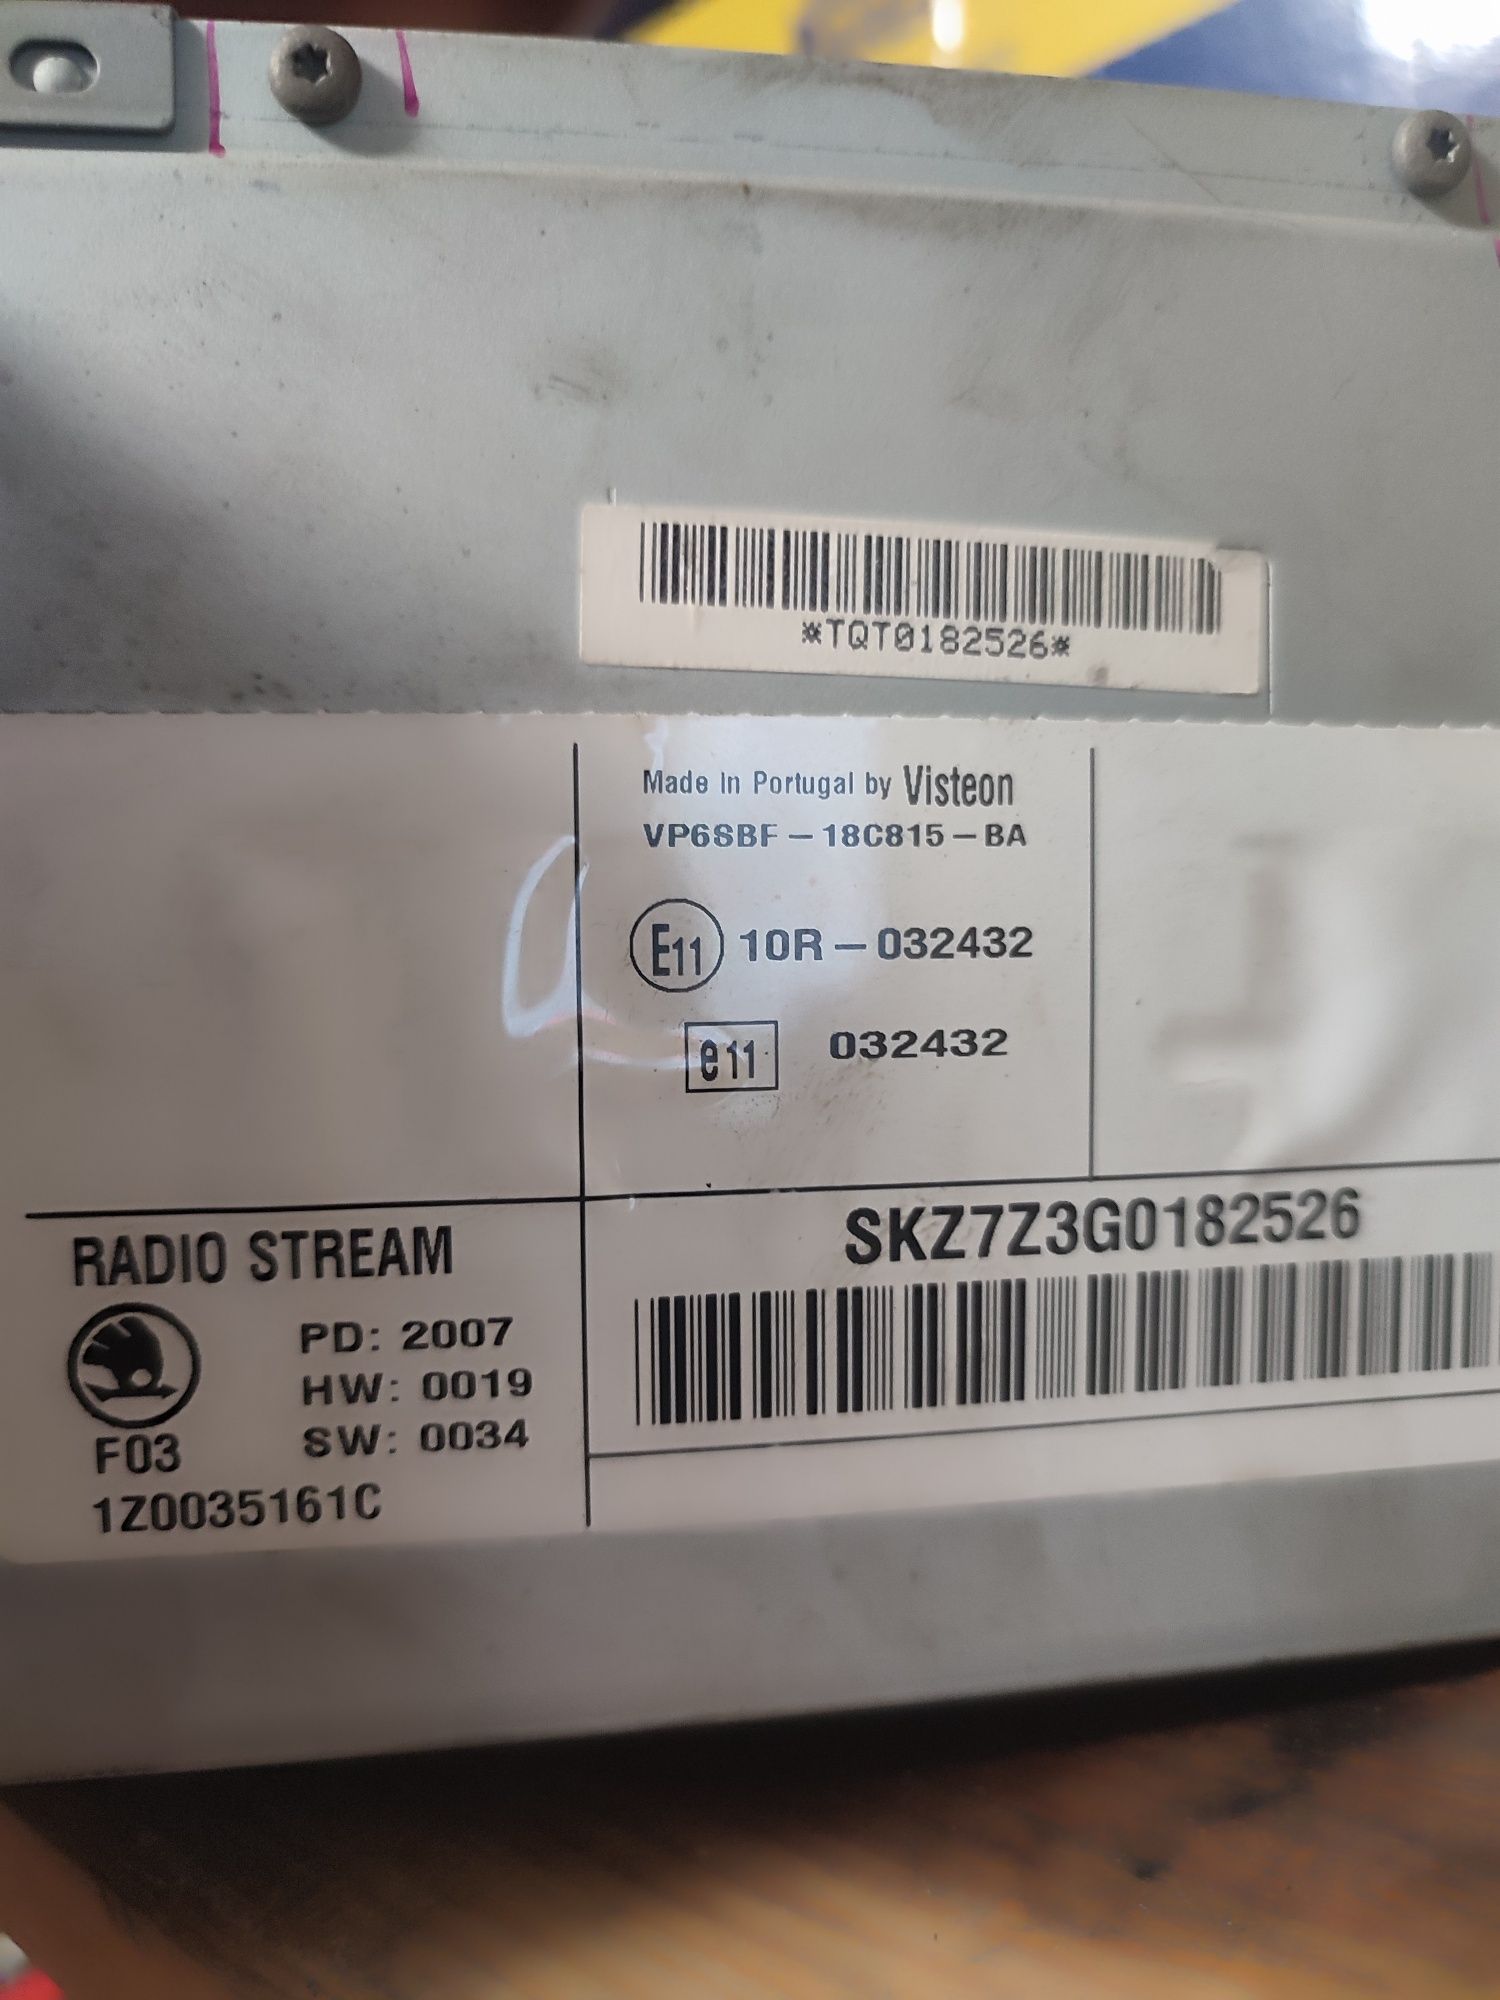 *TQT0182526*
Made in Portugal by Visteon
VP6SBF-18C815-BA
E11 10R-032432
e11 032432
SKZ7Z3G0182526
RADIO STREAM
PD: 2007
HW: 0019
SW: 0034
F03
1Z0035161C